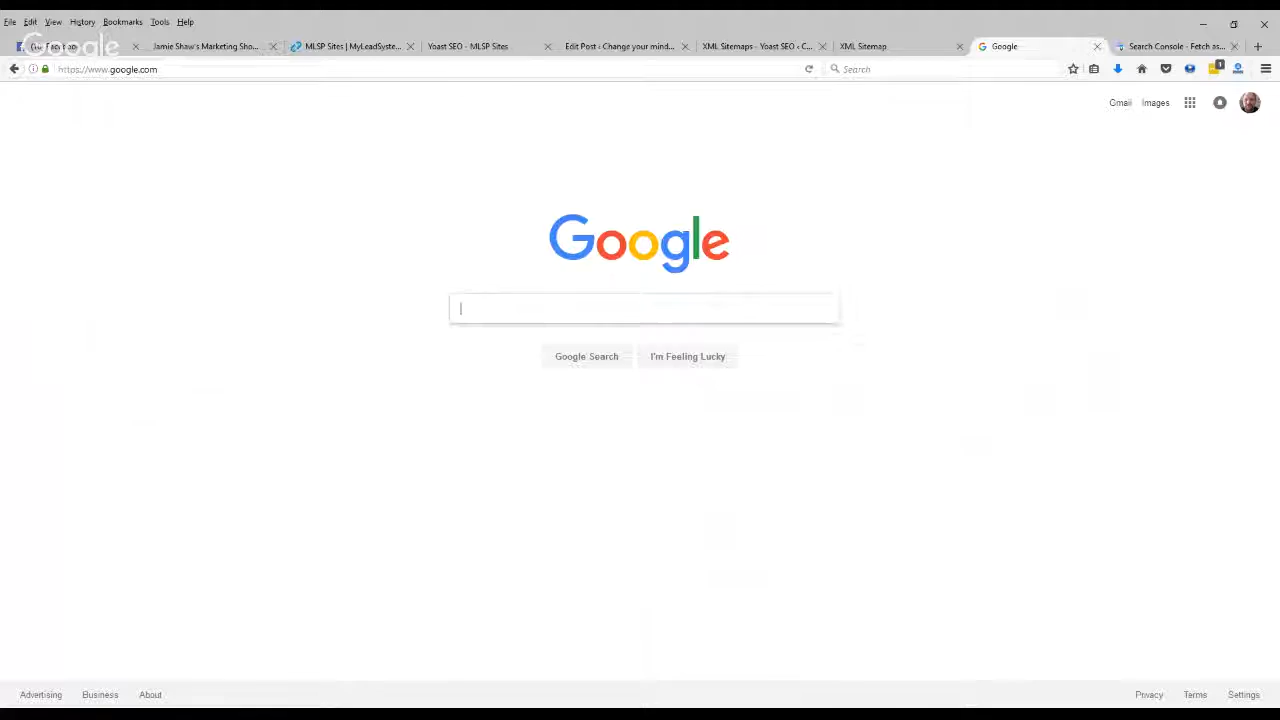 File Edit View History Bookmarks Tools Help
Google
Jamie Shaw's Marketing Sho... MLSP Sites | MyLeadSyste... Yoast SEO - MLSP Sites Edit Post ‹ Change your mind... XML Sitemaps - Yoast SEO ‹ C... XML Sitemap Google Search Console - Fetch as...
https://www.google.com Search 1
Gmail Images
Google
Google Search I'm Feeling Lucky
Advertising Business About Privacy Terms Settings